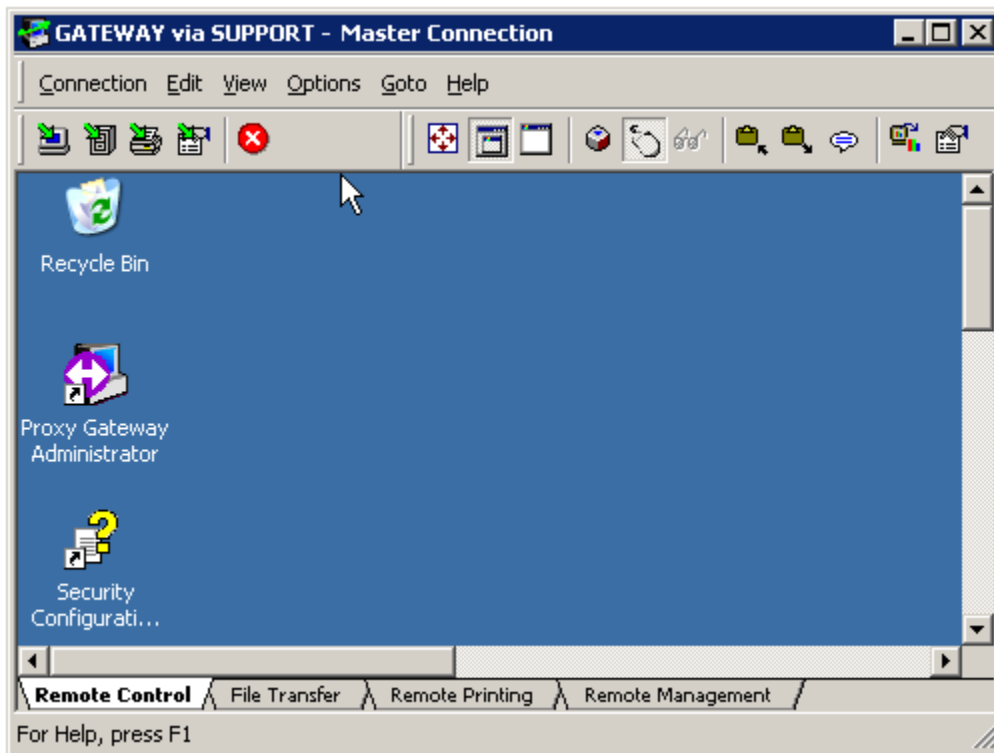 GATEWAY via SUPPORT - Master Connection
Connection Edit View Options Goto Help
Recycle Bin
Proxy Gateway
Administrator
Security
Configurati...
Remote Control File Transfer Remote Printing Remote Management
For Help, press F1